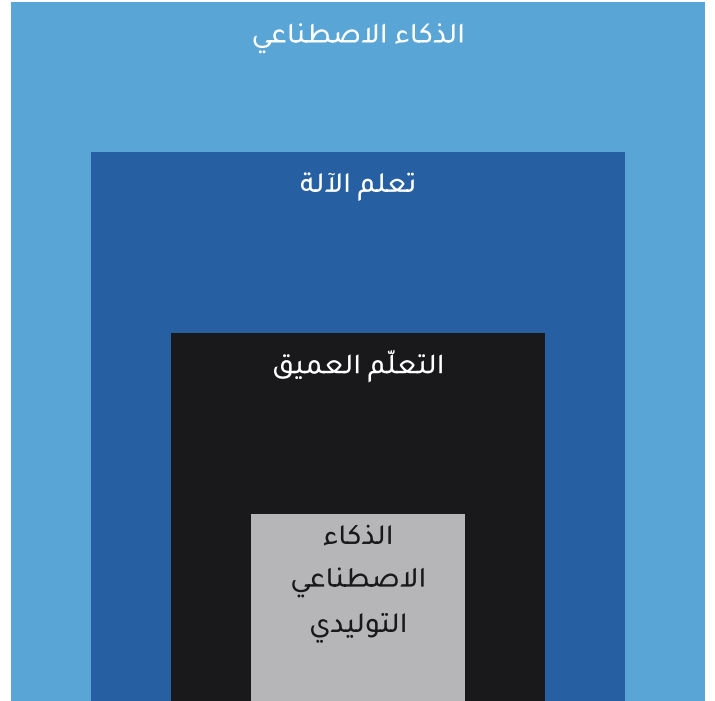 الذكاء الاصطناعي
تعلم الآلة
التعلّم العميق
الذكاء
الاصطناعي
التوليدي